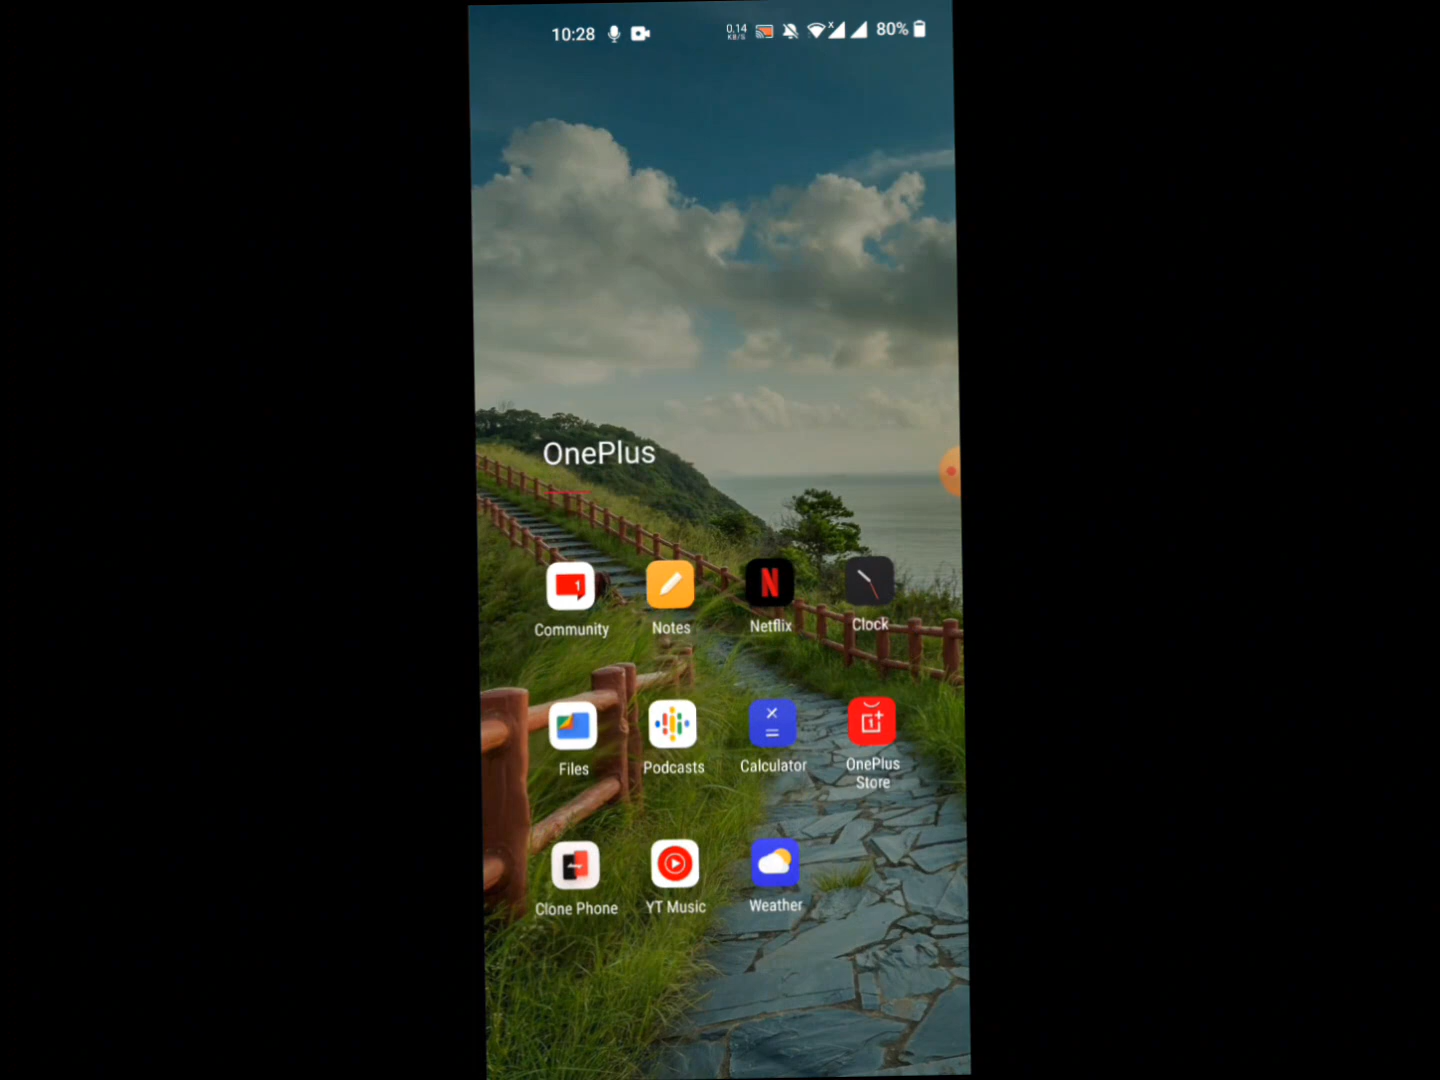 10:28 0.14 KB/S X 80%
OnePlus
Community Notes Netflix Clock
Files Podcasts Calculator OnePlus
Store
Clone Phone YT Music Weather